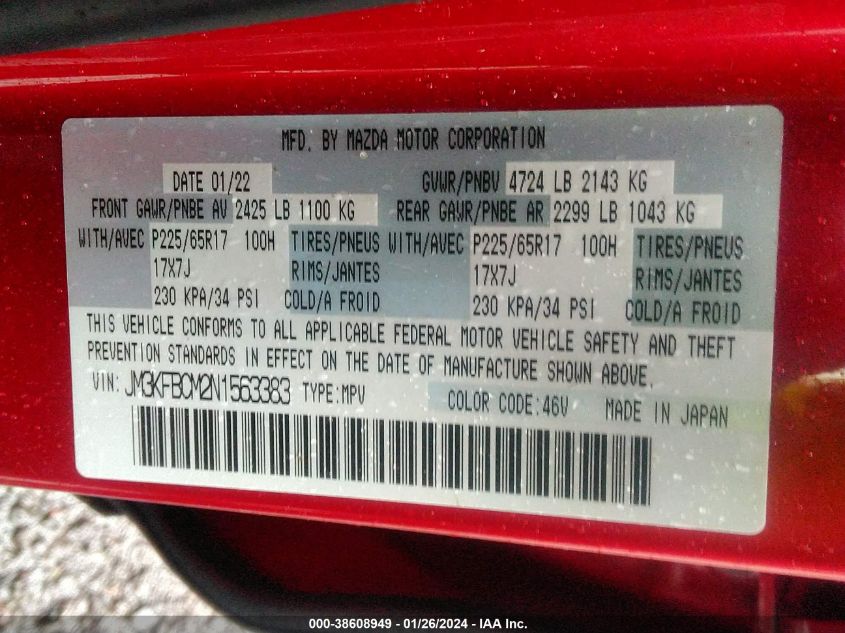 MFD. BY MAZDA MOTOR CORPORATION
DATE 01/22 GVWR/PNBV 4724 LB 2143 KG
FRONT GAWR/PNBE AV 2425 LB 1100 KG REAR GAWR/PNBE AR 2299 LB 1043 KG
WITH/AVEC P225/65R17 100H TIRES/PNEUS WITH/AVEC P225/65R17 100H TIRES/PNEUS
17X7J RIMS/JANTES 17X7J RIMS/JANTES
230 KPA/34 PSI COLD/A FROID 230 KPA/34 PSI COLD/A FROID
THIS VEHICLE CONFORMS TO ALL APPLICABLE FEDERAL MOTOR VEHICLE SAFETY AND THEFT
PREVENTION STANDARDS IN EFFECT ON THE DATE OF MANUFACTURE SHOWN ABOVE.
VIN: JM3KFBCM2N1563383 TYPE:MPV COLOR CODE:46V MADE IN JAPAN
000-38608949 - 01/26/2024 - IAA Inc.